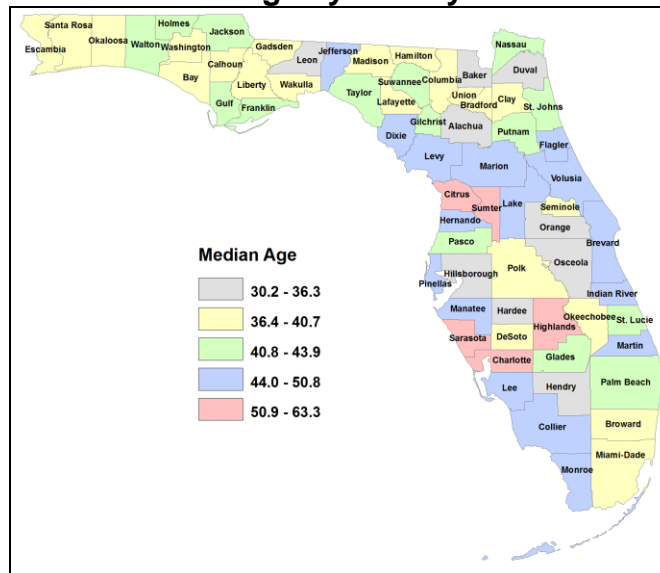 Holmes
Jackson
Santa Rosa
Okaloosa
Walton
Washington
Escambia
Gadsden
Jefferson
Leon
Madison
Hamilton
Nassau
Calhoun
Baker
Duval
Bay
Liberty
Wakulla
Suwannee
Columbia
Taylor
Lafayette
Union
Bradford
Clay
St. Johns
Gulf
Franklin
Gilchrist
Alachua
Putnam
Dixie
Flagler
Levy
Marion
Volusia
Citrus
Sumter
Lake
Seminole
Hernando
Orange
Brevard
Pasco
Osceola
Polk
Hillsborough
Pinellas
Indian River
Manatee
Hardee
Okeechobee
St. Lucie
Highlands
Sarasota
DeSoto
Martin
Charlotte
Glades
Palm Beach
Lee
Hendry
Collier
Broward
Miami-Dade
Monroe
Median Age
30.2 - 36.3
36.4 - 40.7
40.8 - 43.9
44.0 - 50.8
50.9 - 63.3